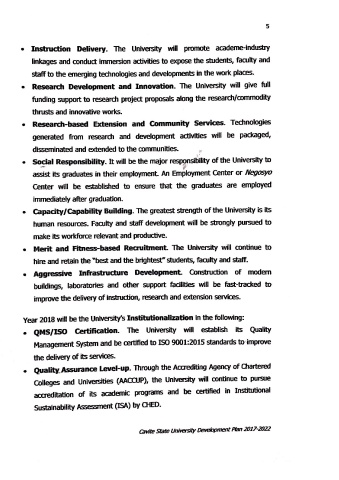 5
• Instruction Delivery. The University will promote academe-industry
linkages and conduct immersion activities to expose the students, faculty and
staff to the emerging technologies and developments in the work places.
• Research Development and Innovation. The University will give full
funding support to research project proposals along the research/commodity
thrusts and innovative works.
• Research-based Extension and Community Services. Technologies
generated from research and development activities will be packaged,
disseminated and extended to the communities.
• Social Responsibility. It will be the major responsibility of the University to
assist its graduates in their employment. An Employment Center or Negosyo
Center will be established to ensure that the graduates are employed
immediately after graduation.
• Capacity/Capability Building. The greatest strength of the University is its
human resources. Faculty and staff development will be strongly pursued to
make its workforce relevant and productive.
• Merit and Fitness-based Recruitment. The University will continue to
hire and retain the "best and the brightest" students, faculty and staff.
• Aggressive Infrastructure Development. Construction of modern
buildings, laboratories and other support facilities will be fast-tracked to
improve the delivery of instruction, research and extension services.
Year 2018 will be the University's Institutionalization in the following:
• QMS/ISO Certification. The University will establish its Quality
Management System and be certified to ISO 9001:2015 standards to improve
the delivery of its services.
• Quality Assurance Level-up. Through the Accrediting Agency of Chartered
Colleges and Universities (AACCUP), the University will continue to pursue
accreditation of its academic programs and be certified in Institutional
Sustainability Assessment (ISA) by CHED.
Cavite State University Development Plan 2017-2022